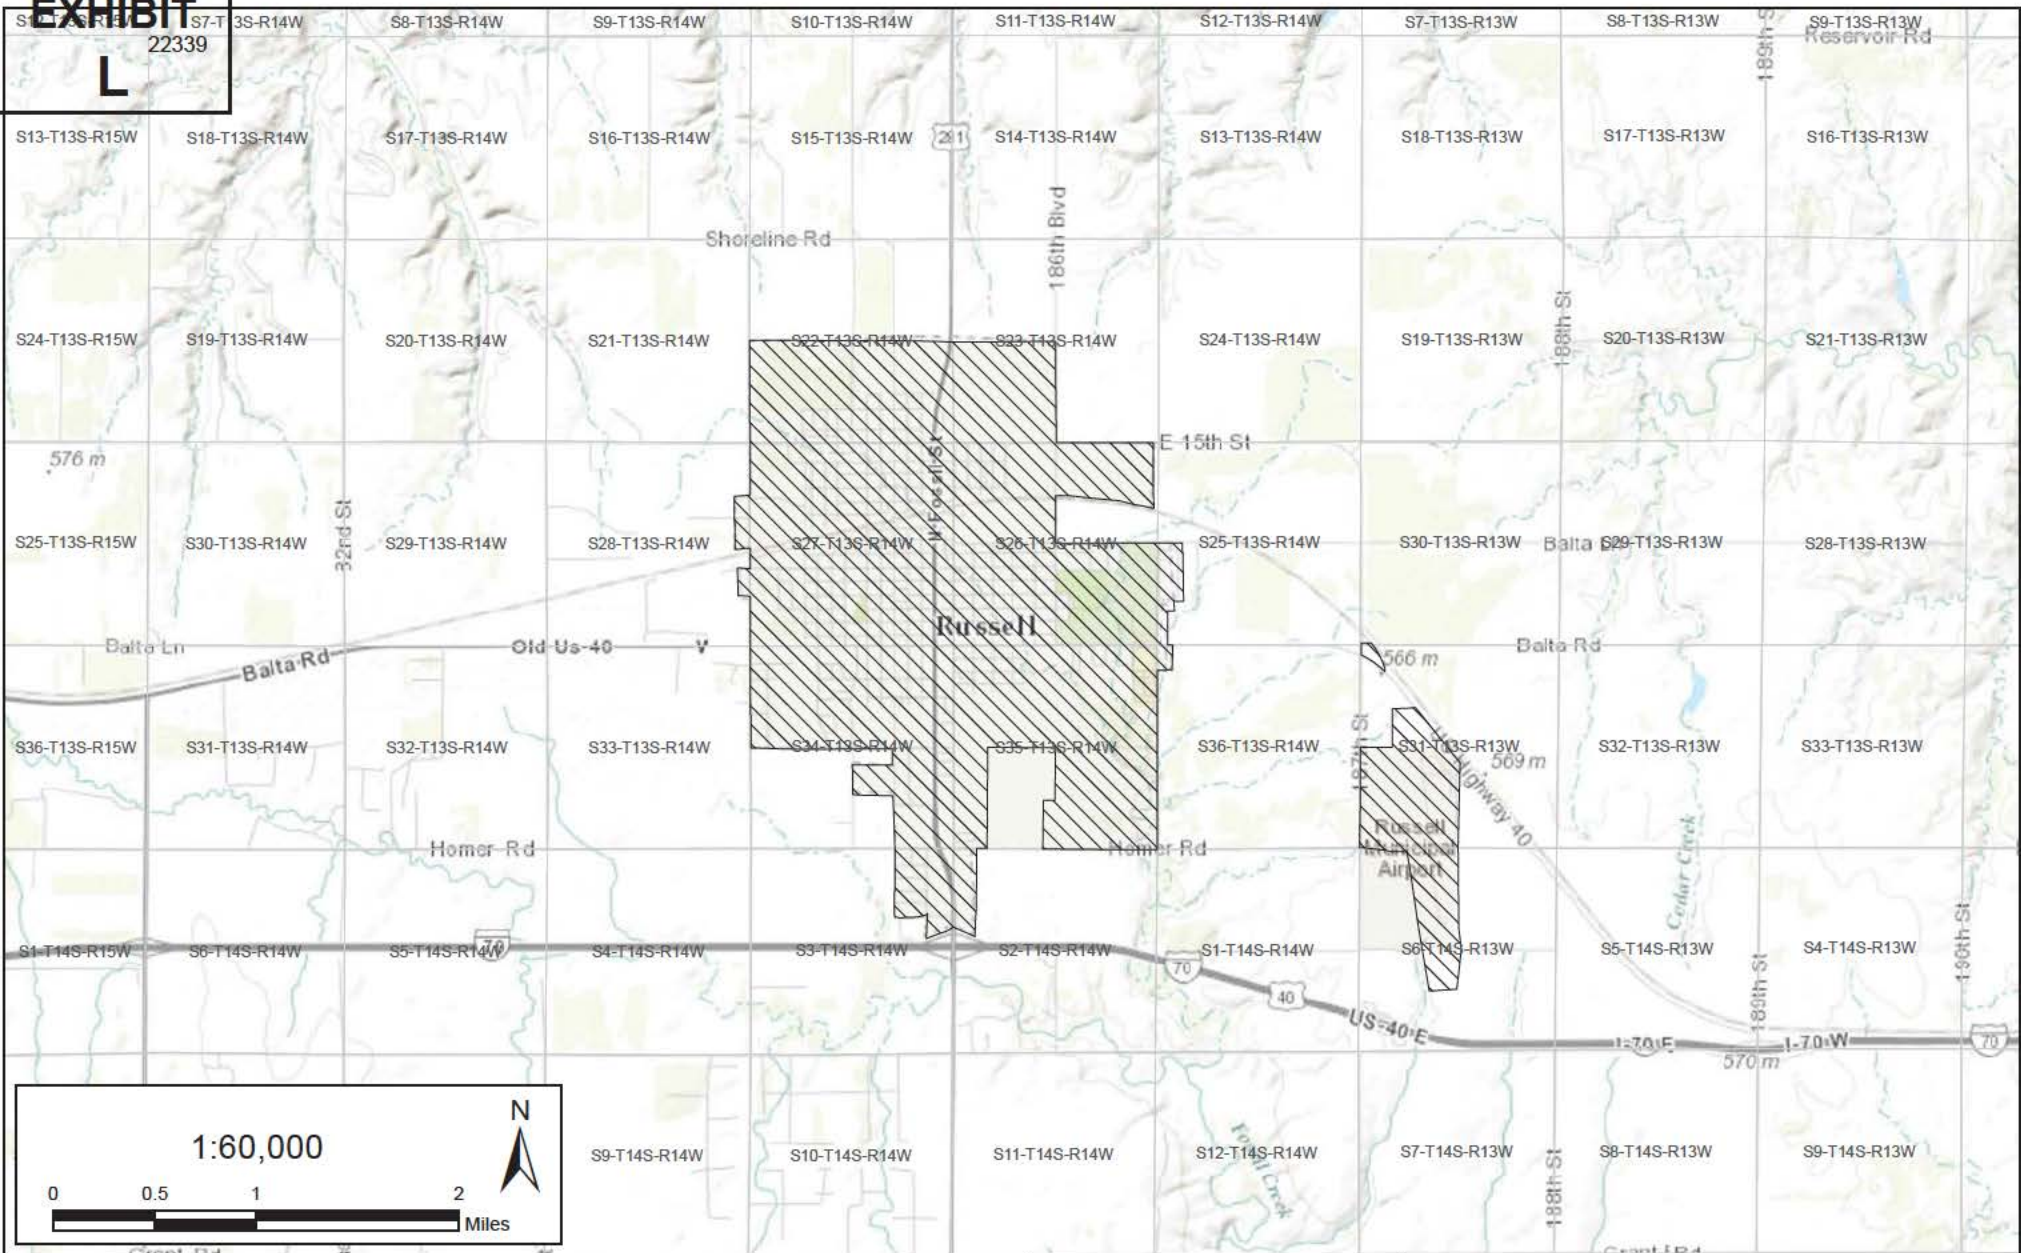 EXHIBIT
22339
L
S7-T13S-R14W
S8-T13S-R14W
S9-T13S-R14W
S10-T13S-R14W
S11-T13S-R14W
S12-T13S-R14W
S7-T13S-R13W
S8-T13S-R13W
S9-T13S-R13W
Reservoir Rd
189th S
S13-T13S-R15W
S18-T13S-R14W
S17-T13S-R14W
S16-T13S-R14W
S15-T13S-R14W
281
S14-T13S-R14W
S13-T13S-R14W
S18-T13S-R13W
S17-T13S-R13W
S16-T13S-R13W
186th Blvd
Shoreline Rd
S24-T13S-R15W
S19-T13S-R14W
S20-T13S-R14W
S21-T13S-R14W
S22-T13S-R14W
S23-T13S-R14W
S24-T13S-R14W
S19-T13S-R13W
188th St
S20-T13S-R13W
S21-T13S-R13W
576 m
E 15th St
N Fossil St
32nd St
S25-T13S-R15W
S30-T13S-R14W
S29-T13S-R14W
S28-T13S-R14W
S27-T13S-R14W
S26-T13S-R14W
S25-T13S-R14W
S30-T13S-R13W
Balta
S29-T13S-R13W
S28-T13S-R13W
Russell
Balta Ln
Balta Rd
Old Us-40
V
Balta Rd
566 m
S36-T13S-R15W
S31-T13S-R14W
S32-T13S-R14W
S33-T13S-R14W
S34-T13S-R14W
S35-T13S-R14W
S36-T13S-R14W
187th St
S31-T13S-R13W
S32-T13S-R13W
S33-T13S-R13W
569 m
Highway 40
Homer Rd
Homer Rd
Russell
Municipal
Airport
Cedar Creek
190th St
S1-T14S-R15W
S6-T14S-R14W
S5-T14S-R14W
70
S4-T14S-R14W
S3-T14S-R14W
S2-T14S-R14W
S1-T14S-R14W
S6-T14S-R13W
S5-T14S-R13W
S4-T14S-R13W
70
40
189th St
US-40 E
I-70 E
I-70 W
70
570 m
S9-T14S-R14W
S10-T14S-R14W
S11-T14S-R14W
S12-T14S-R14W
S7-T14S-R13W
S8-T14S-R13W
S9-T14S-R13W
Fossil Creek
188th St
N
1:60,000
0 0.5 1 2
Miles